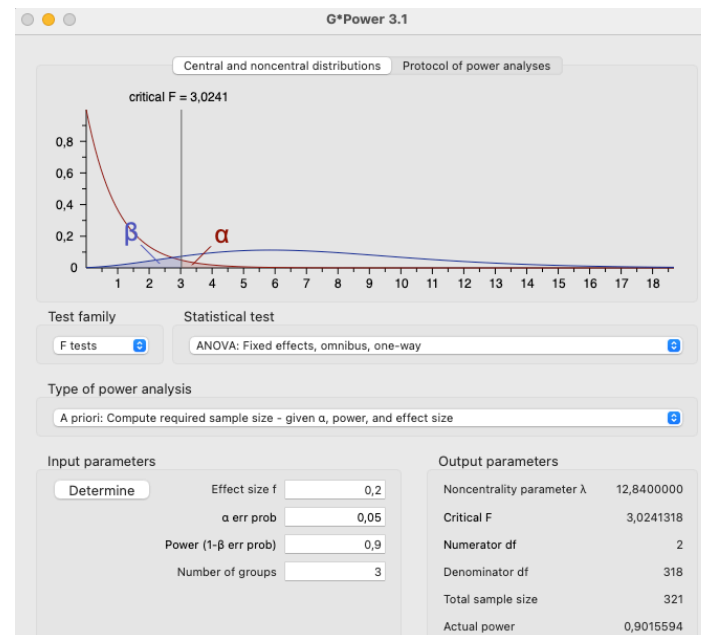 G*Power 3.1
Central and noncentral distributions Protocol of power analyses
critical F = 3,0241
0,8
0,6
0,4
0,2
0
β α
1 2 3 4 5 6 7 8 9 10 11 12 13 14 15 16 17 18
Test family Statistical test
F tests ANOVA: Fixed effects, omnibus, one-way
Type of power analysis
A priori: Compute required sample size - given α, power, and effect size
Input parameters Output parameters
Determine Effect size f 0,2 Noncentrality parameter λ 12,8400000
α err prob 0,05 Critical F 3,0241318
Power (1-β err prob) 0,9 Numerator df 2
Number of groups 3 Denominator df 318
Total sample size 321
Actual power 0,9015594